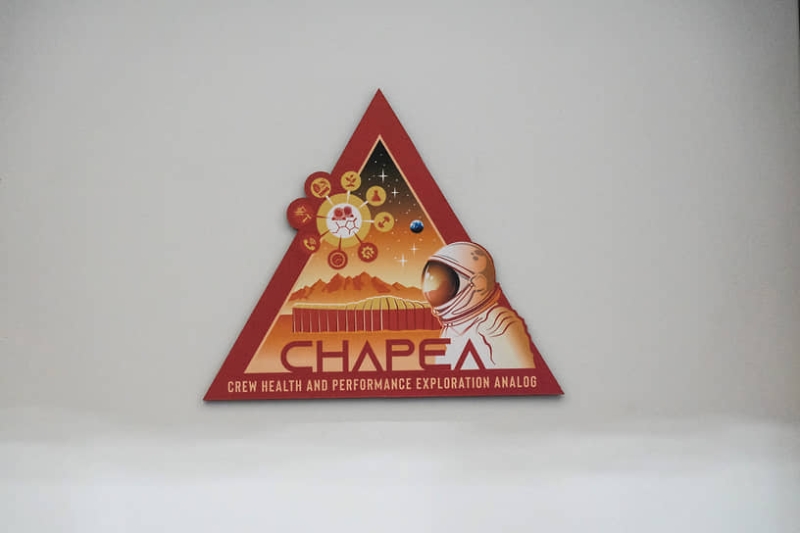 CHAPEA
CREW HEALTH AND PERFORMANCE EXPLORATION ANALOG